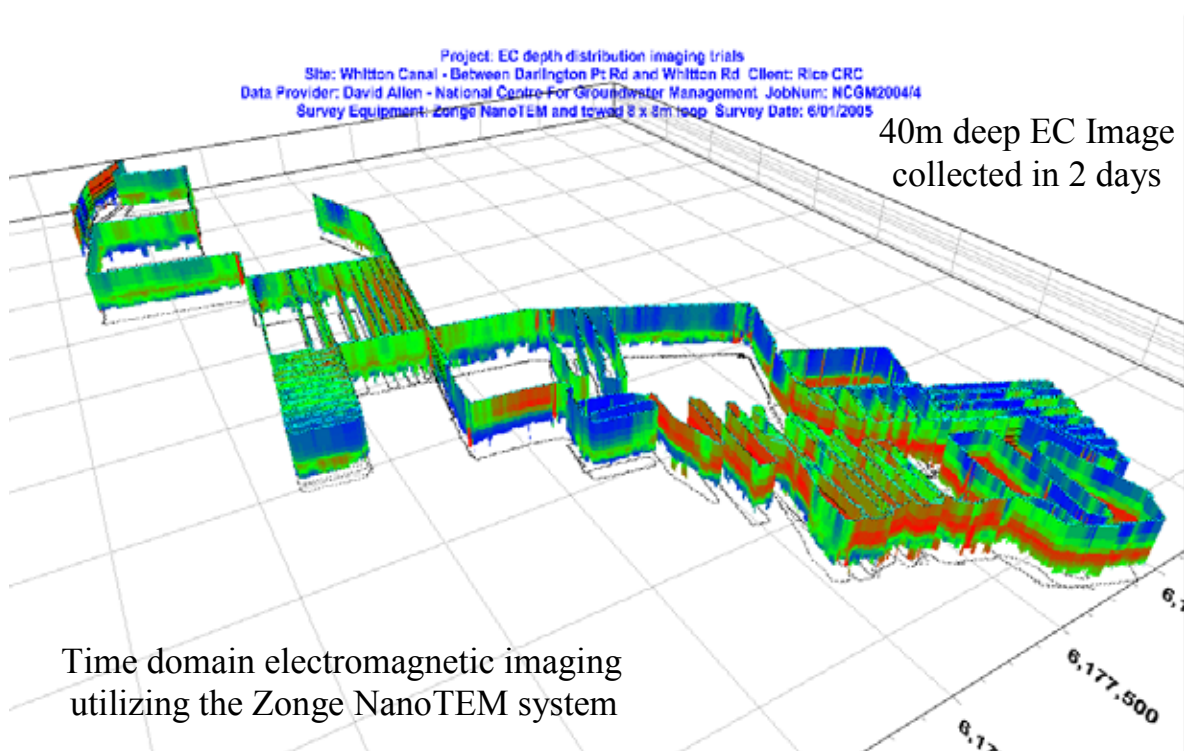 Project: EC depth distribution imaging trials
Site: Whitton Canal - Between Darlington Pt Rd and Whitton Rd Client: Rice CRC
Data Provider: David Allen - National Centre For Groundwater Management JobNum: NCGM2004/4
Survey Equipment: Zonge NanoTEM and towed 8 x 8m loop Survey Date: 6/01/2005
40m deep EC Image
collected in 2 days
Time domain electromagnetic imaging
utilizing the Zonge NanoTEM system
6,177,500